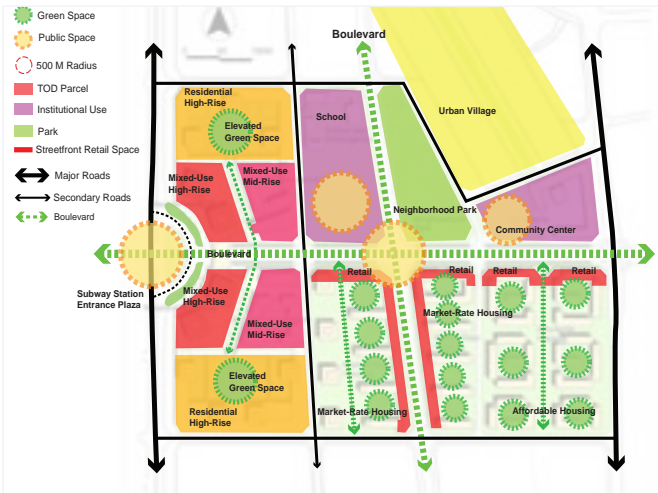 Green Space
Public Space
500 M Radius
TOD Parcel
Institutional Use
Park
Streetfront Retail Space
Major Roads
Secondary Roads
Boulevard
Boulevard
Residential
High-Rise
Elevated
Green Space
School
Urban Village
Mixed-Use
High-Rise
Mixed-Use
Mid-Rise
Neighborhood Park
Community Center
Boulevard
Subway Station
Entrance Plaza
Mixed-Use
High-Rise
Mixed-Use
Mid-Rise
Retail
Retail
Retail
Retail
Market-Rate Housing
Elevated
Green Space
Residential
High-Rise
Market-Rate Housing
Affordable Housing